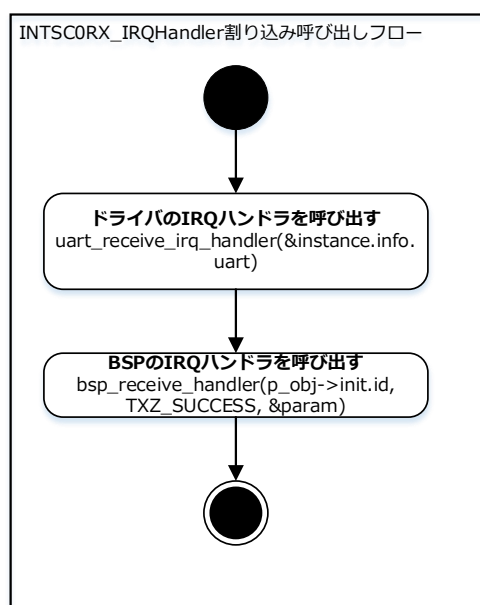 INTSC0RX_IRQHandler割り込み呼び出しフロー
ドライバのIRQハンドラを呼び出す
uart_receive_irq_handler(&instance.info.
uart)
BSPのIRQハンドラを呼び出す
bsp_receive_handler(p_obj->init.id,
TXZ_SUCCESS, &param)